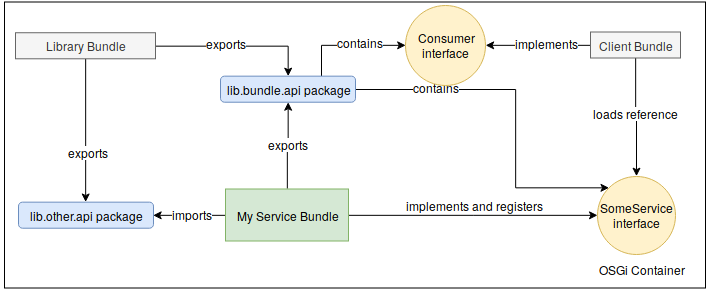 Consumer
interface
Library Bundle
exports
contains
implements
Client Bundle
lib.bundle.api package
contains
loads reference
exports
exports
lib.other.api package
imports
My Service Bundle
implements and registers
SomeService
interface
OSGi Container